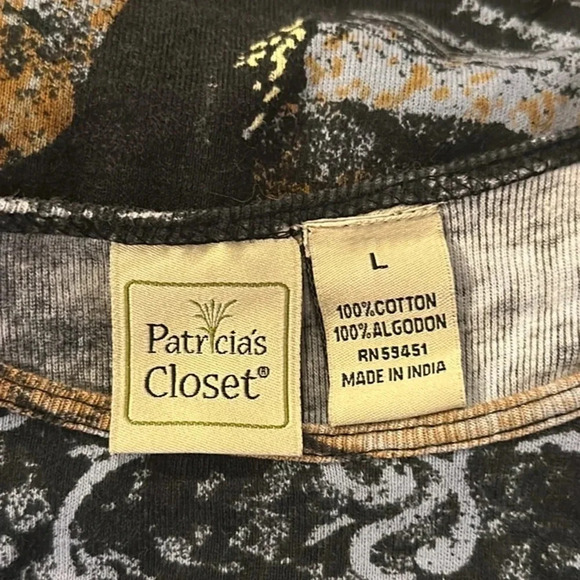 Patricia's
Closet®
L
100%COTTON
100%ALGODON
RN59451
MADE IN INDIA